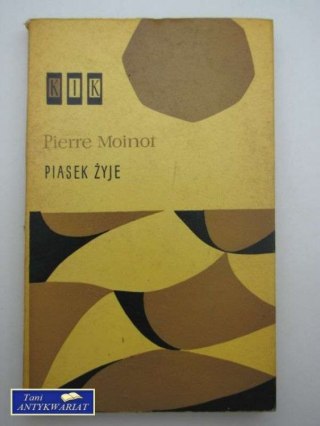 KIK
Pierre Moinot
PIASEK ŻYJE
Tani
ANTYKWARIAT